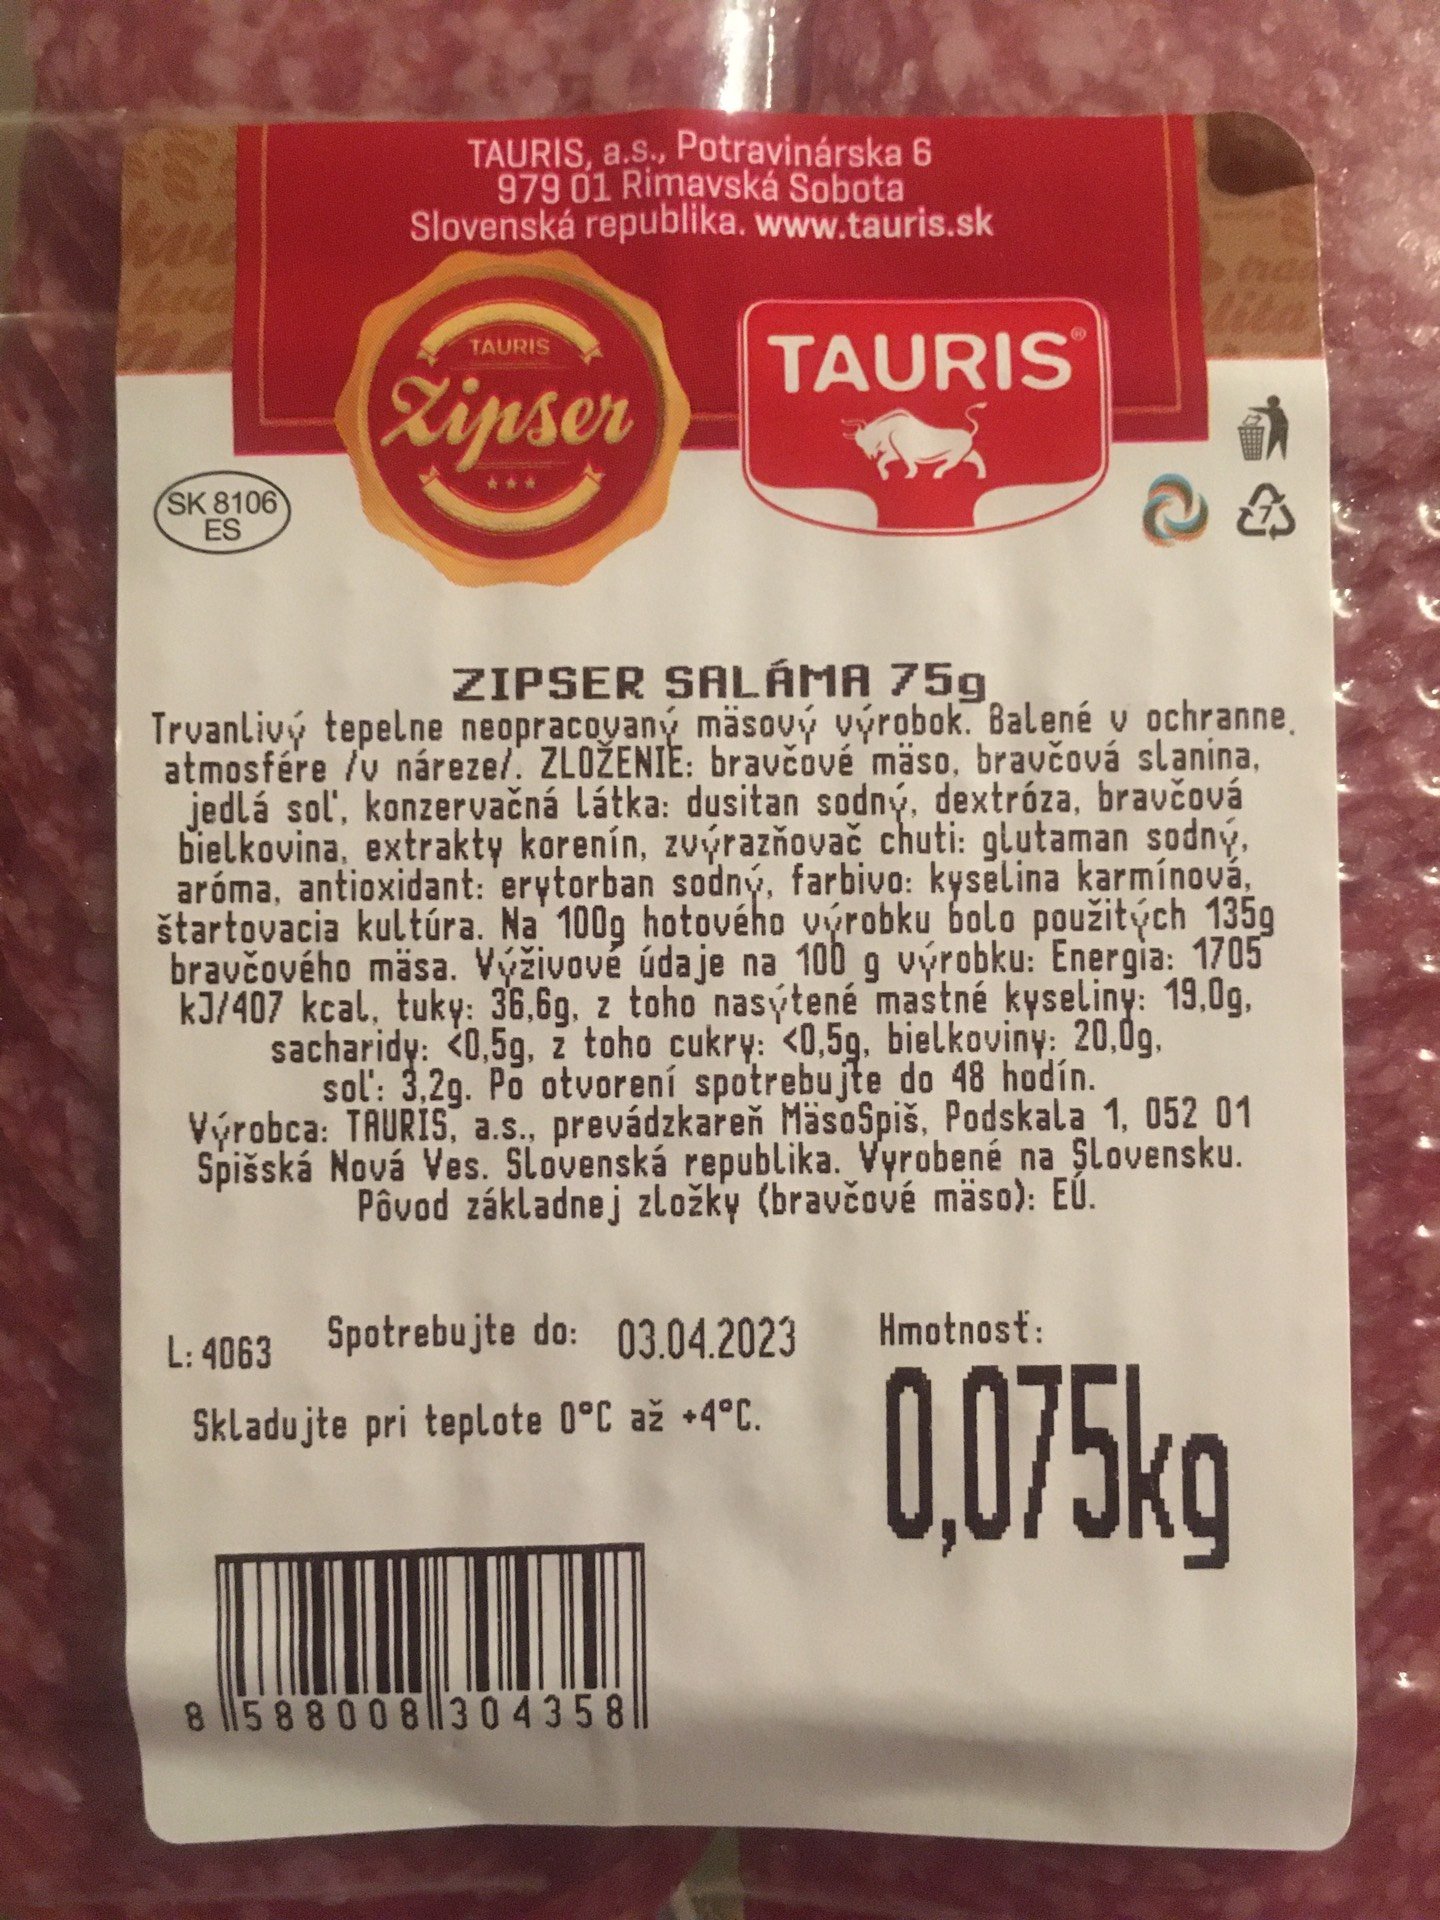 TAURIS, a.s., Potravinárska 6
979 01 Rimavská Sobota
Slovenská republika. www.tauris.sk
TAURIS
Zipser
TAURIS®
SK 8106
ES
7
ZIPSER SALÁMA 75g
Trvanlivý tepelne neopracovaný mäsový výrobok. Balené v ochranne.
atmosfére /v náreze/. ZLOŽENIE: bravčové mäso, bravčová slanina,
jedlá soľ, konzervačná látka: dusitan sodný, dextróza, bravčová
bielkovina, extrakty korenín, zvýrazňovač chuti: glutaman sodný,
aróma, antioxidant: erytorban sodný, farbivo: kyselina karmínová,
štartovacia kultúra. Na 100g hotového výrobku bolo použitých 135g
bravčového mäsa. Výživové údaje na 100 g výrobku: Energia: 1705
kJ/407 kcal, tuky: 36,6g, z toho nasýtené mastné kyseliny: 19,0g,
sacharidy: <0,5g, z toho cukry: <0,5g, bielkoviny: 20,0g,
soľ: 3,2g. Po otvorení spotrebujte do 48 hodín.
Výrobca: TAURIS, a.s., prevádzkareň MäsoSpiš, Podskala 1, 052 01
Spišská Nová Ves. Slovenská republika. Vyrobené na Slovensku.
Pôvod základnej zložky (bravčové mäso): EÚ.
L: 4063 Spotrebujte do: 03.04.2023 Hmotnosť:
0,075kg
Skladujte pri teplote 0°C až +4°C.
8 588008 304358